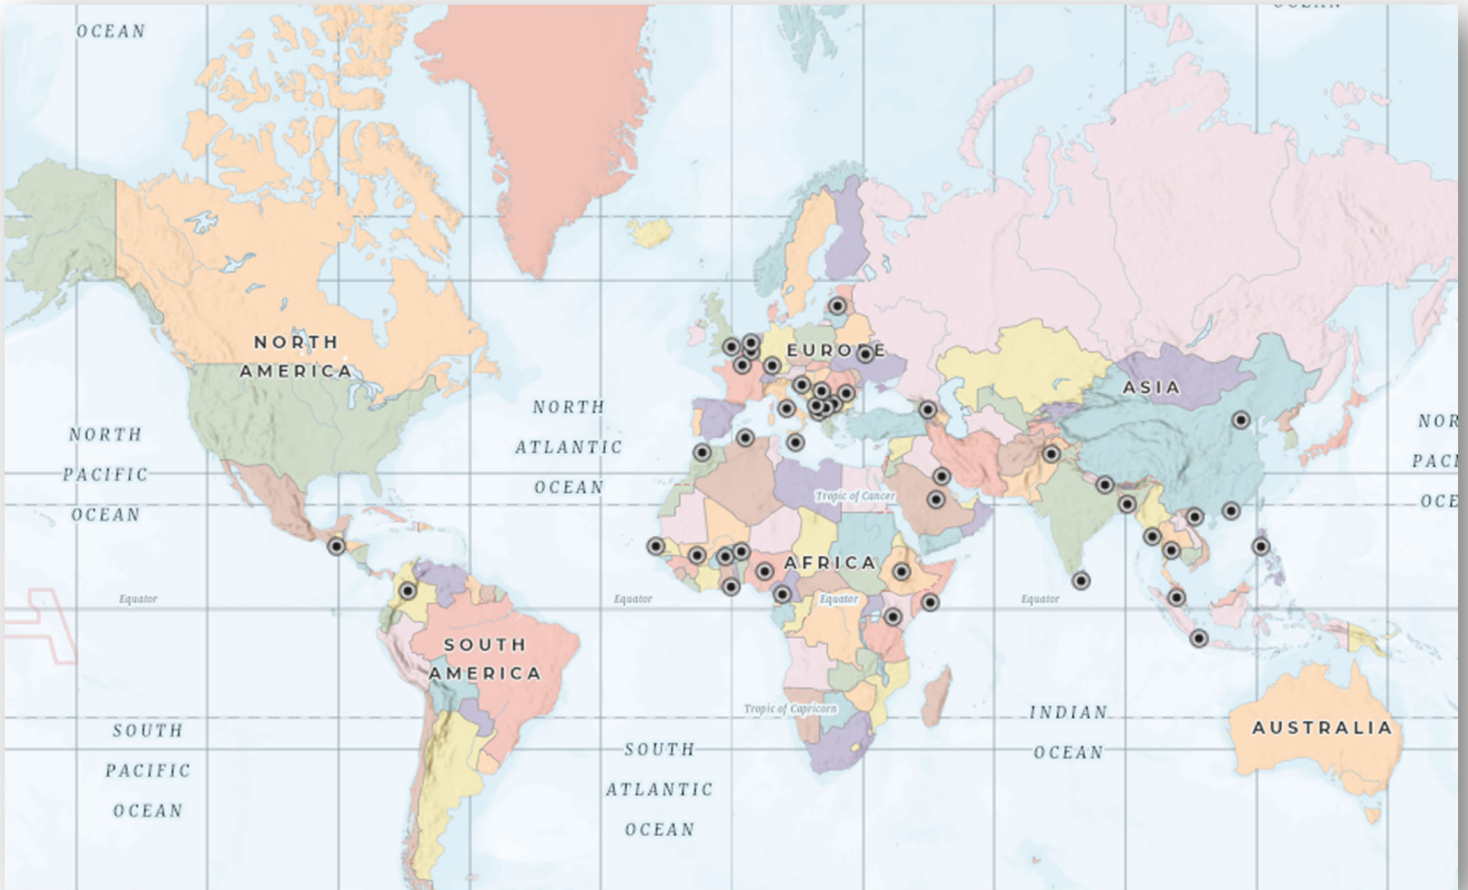 OCEAN
OCEAN
NORTH
AMERICA
EUROPE
ASIA
NORTH
ATLANTIC
OCEAN
NORTH
PACIFIC
OCEAN
NOR
PACI
OCE
Tropic of Cancer
AFRICA
Equator
Equator
Equator
Equator
SOUTH
AMERICA
Tropic of Capricorn
INDIAN
OCEAN
AUSTRALIA
SOUTH
PACIFIC
OCEAN
SOUTH
ATLANTIC
OCEAN